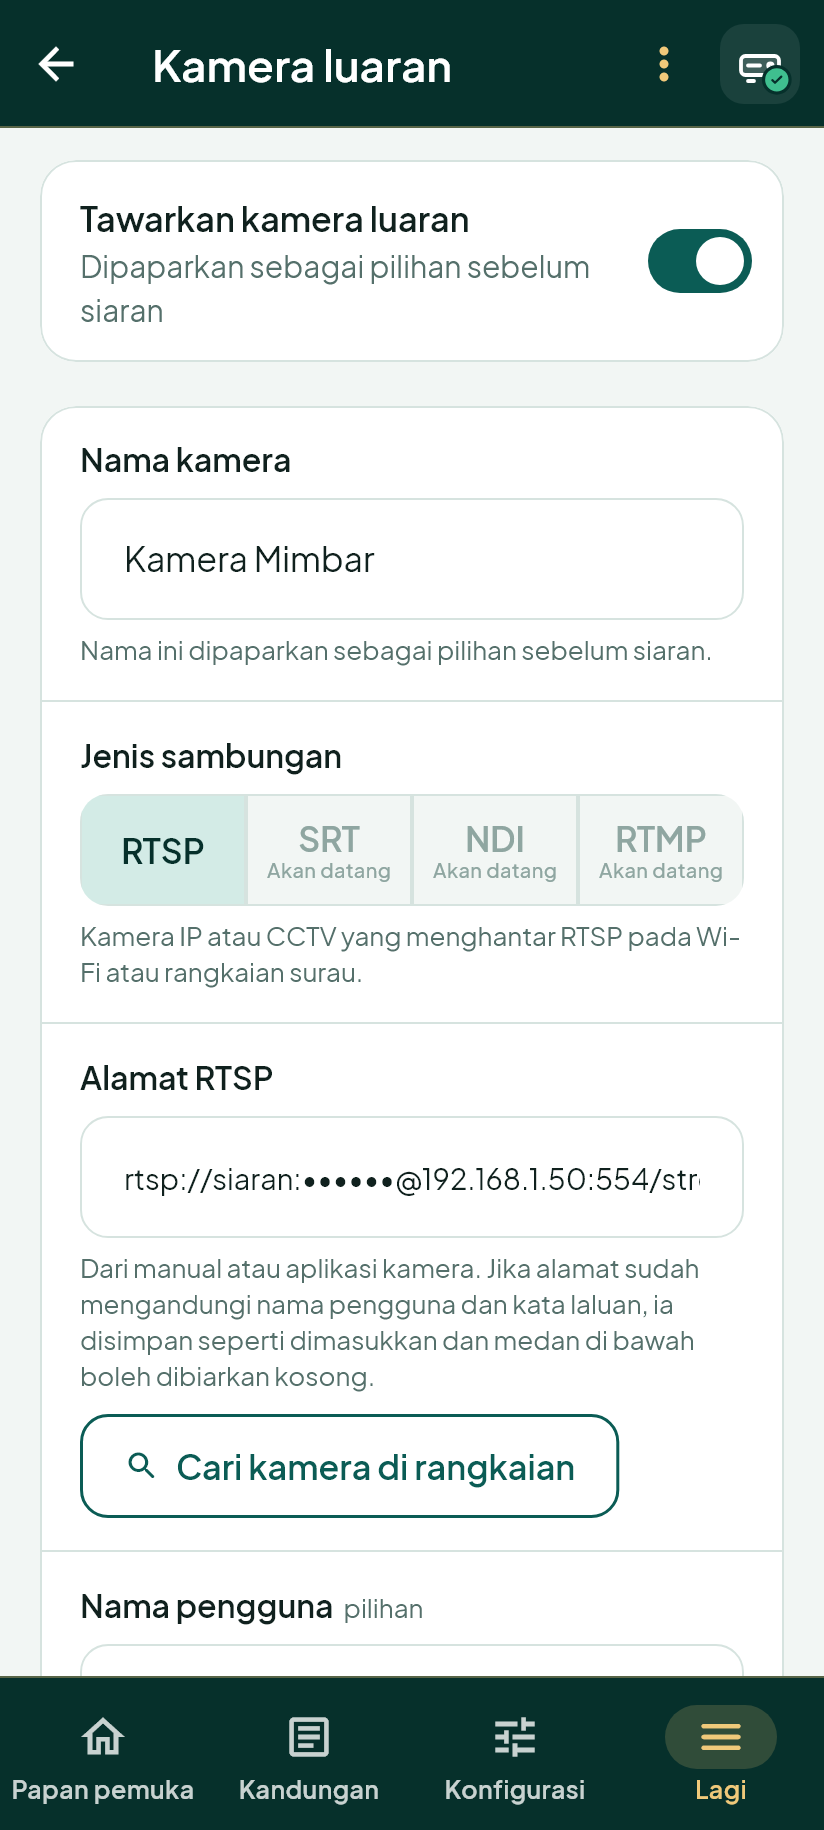 Kamera luaran
Tawarkan kamera luaran
Dipaparkan sebagai pilihan sebelum
siaran
Nama kamera
Kamera Mimbar
Nama ini dipaparkan sebagai pilihan sebelum siaran.
Jenis sambungan
RTSP
SRT
Akan datang
NDI
Akan datang
RTMP
Akan datang
Kamera IP atau CCTV yang menghantar RTSP pada Wi-
Fi atau rangkaian surau.
Alamat RTSP
rtsp://siaran:••••••@192.168.1.50:554/str
Dari manual atau aplikasi kamera. Jika alamat sudah
mengandungi nama pengguna dan kata laluan, ia
disimpan seperti dimasukkan dan medan di bawah
boleh dibiarkan kosong.
Cari kamera di rangkaian
Nama pengguna pilihan
Papan pemuka
Kandungan
Konfigurasi
Lagi